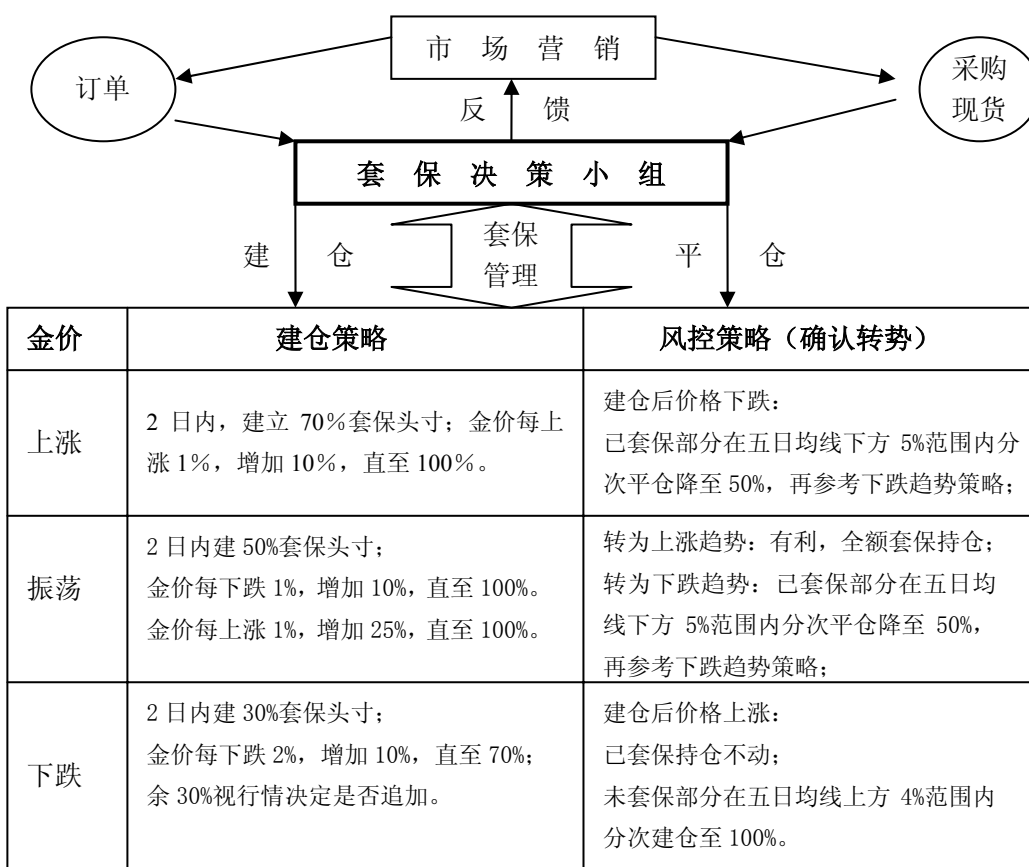 市 场 营 销
订单
采购
现货
反 馈
套 保 决 策 小 组
建 仓
套保
管理
平 仓
金价
建仓策略
风控策略（确认转势）
上涨
2 日内，建立 70％套保头寸；金价每上
涨 1％，增加 10％，直至 100％。
建仓后价格下跌：
已套保部分在五日均线下方 5%范围内分
次平仓降至 50%，再参考下跌趋势策略；
振荡
2 日内建 50%套保头寸；
金价每下跌 1%，增加 10%，直至 100%。
金价每上涨 1%，增加 25%，直至 100%。
转为上涨趋势：有利，全额套保持仓；
转为下跌趋势：已套保部分在五日均
线下方 5%范围内分次平仓降至 50%，
再参考下跌趋势策略；
下跌
2 日内建 30%套保头寸；
金价每下跌 2%，增加 10%，直至 70%；
余 30%视行情决定是否追加。
建仓后价格上涨：
已套保持仓不动；
未套保部分在五日均线上方 4%范围内
分次建仓至 100%。